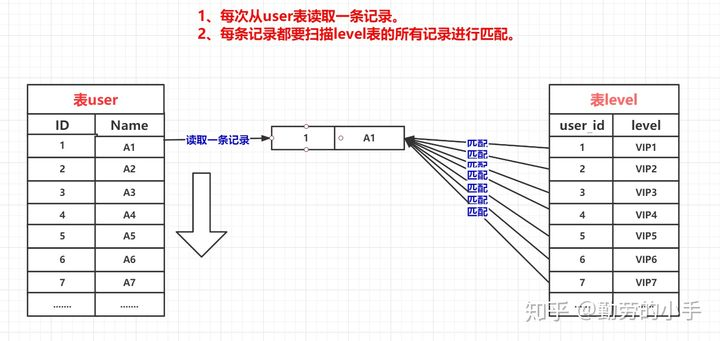 1、每次从user表读取一条记录。
2、每条记录都要扫描level表的所有记录进行匹配。
表user
ID Name
1 A1
2 A2
3 A3
4 A4
5 A5
6 A6
7 A7
....... .......
读取一条记录
1 A1
匹配
匹配
匹配
匹配
匹配
匹配
匹配
表level
user_id level
1 VIP1
2 VIP2
3 VIP3
4 VIP4
5 VIP5
6 VIP6
7 VIP7
....... .......
知乎 @勤劳的小手